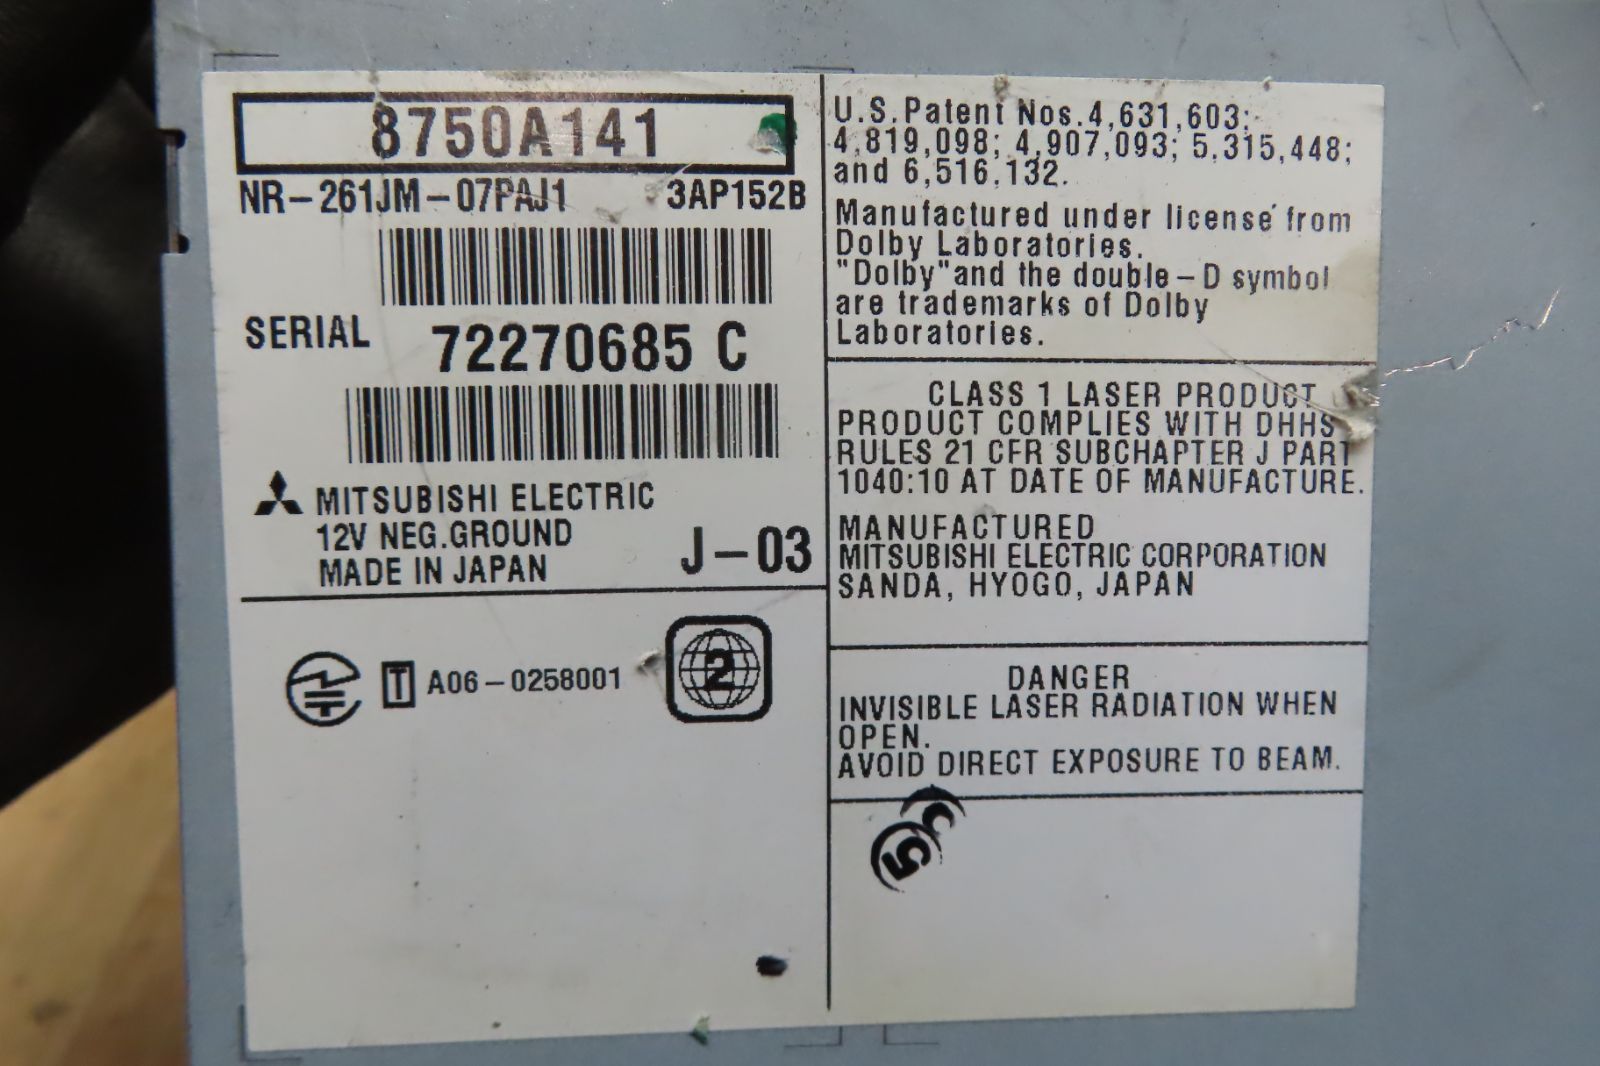 8750A141
NR-261JM-07PAJ1 3AP152B
SERIAL 72270685 C
MITSUBISHI ELECTRIC
12V NEG.GROUND
MADE IN JAPAN
J-03
T A06-0258001
2
U.S.Patent Nos.4,631,603;
4,819,098; 4,907,093; 5,315,448;
and 6,516,132.
Manufactured under license from
Dolby Laboratories.
"Dolby"and the double-D symbol
are trademarks of Dolby
Laboratories.
CLASS 1 LASER PRODUCT
PRODUCT COMPLIES WITH DHHS
RULES 21 CFR SUBCHAPTER J PART
1040:10 AT DATE OF MANUFACTURE.
MANUFACTURED
MITSUBISHI ELECTRIC CORPORATION
SANDA, HYOGO, JAPAN
DANGER
INVISIBLE LASER RADIATION WHEN
OPEN.
AVOID DIRECT EXPOSURE TO BEAM.
5